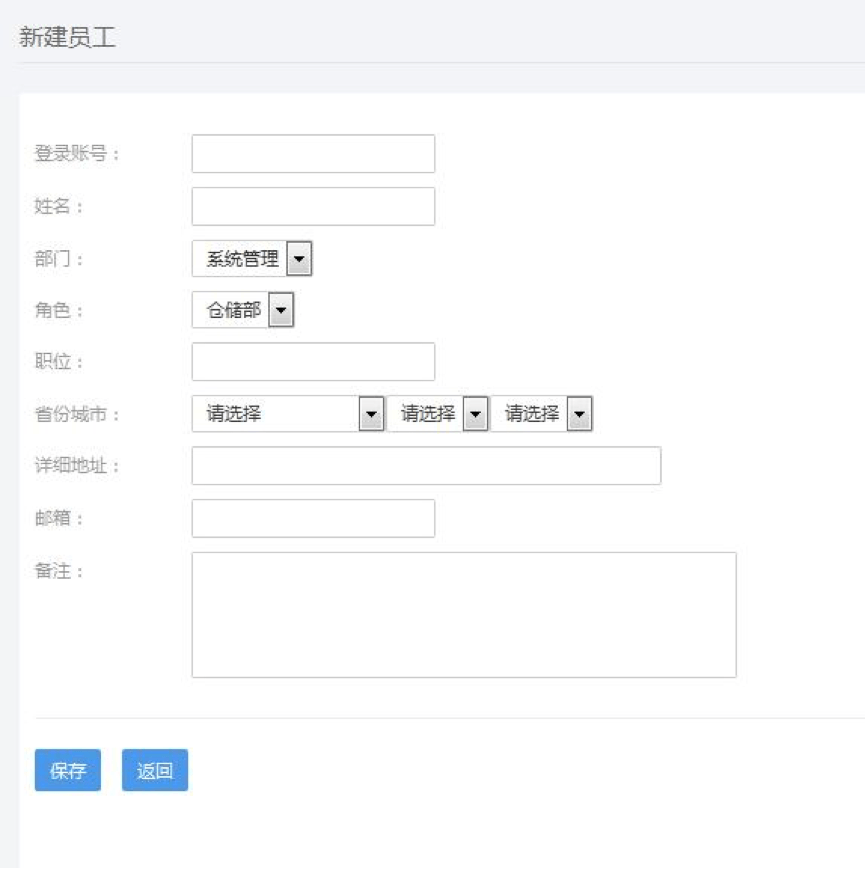 新建员工
登录账号：
姓名：
部门： 系统管理
角色： 仓储部
职位：
省份城市： 请选择 请选择 请选择
详细地址：
邮箱：
备注：
保存 返回